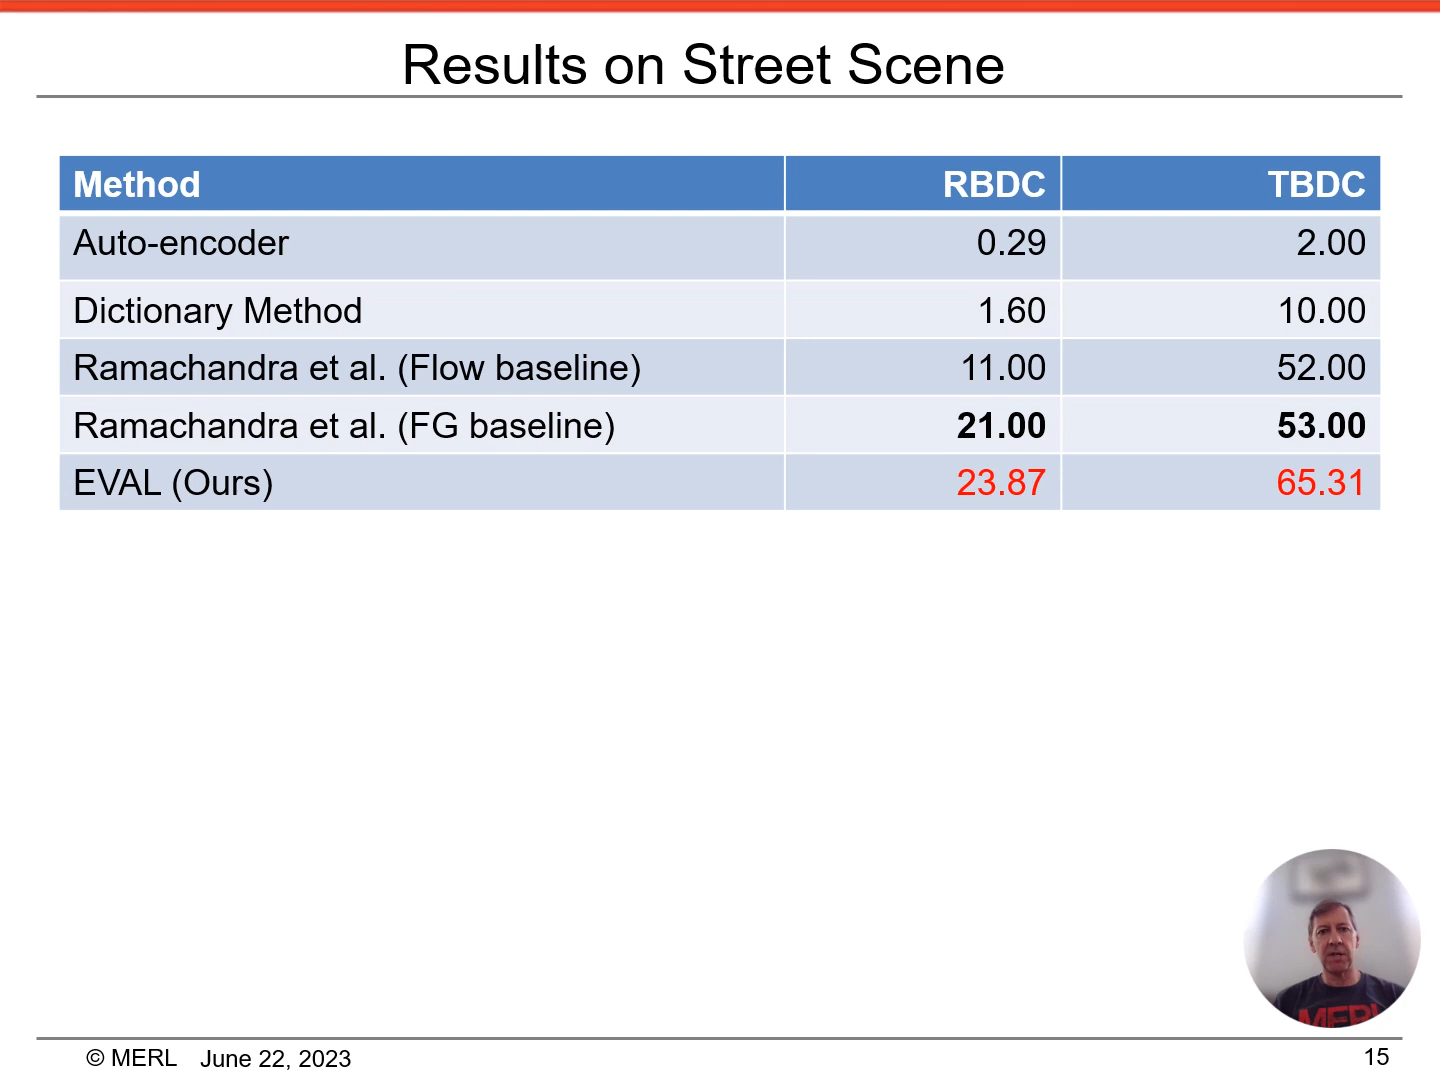 Results on Street Scene
Method RBDC TBDC
Auto-encoder 0.29 2.00
Dictionary Method 1.60 10.00
Ramachandra et al. (Flow baseline) 11.00 52.00
Ramachandra et al. (FG baseline) 21.00 53.00
EVAL (Ours) 23.87 65.31
MERL
© MERL June 22, 2023 15